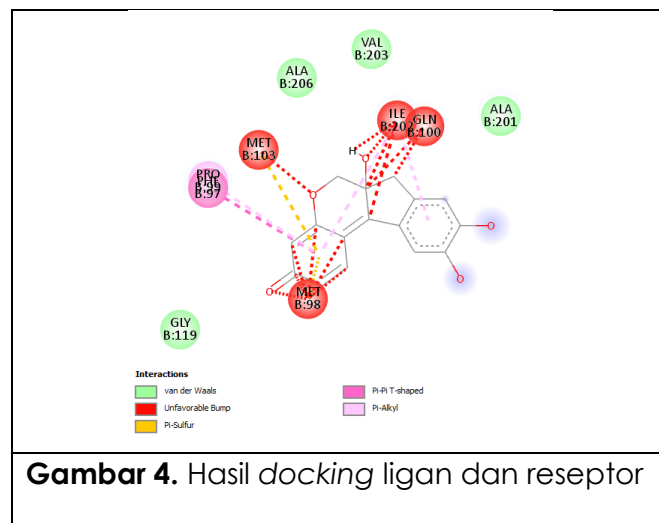 VAL
B:203
ALA
B:206
ALA
B:201
ILE
B:202
GLN
B:100
MET
B:103
H
O
O
PRO
B:99
B:97
O
O
O
MET
B:98
GLY
B:119
Interactions
van der Waals
Unfavorable Bump
Pi-Sulfur
Pi-Pi T-shaped
Pi-Alkyl
Gambar 4. Hasil docking ligan dan reseptor